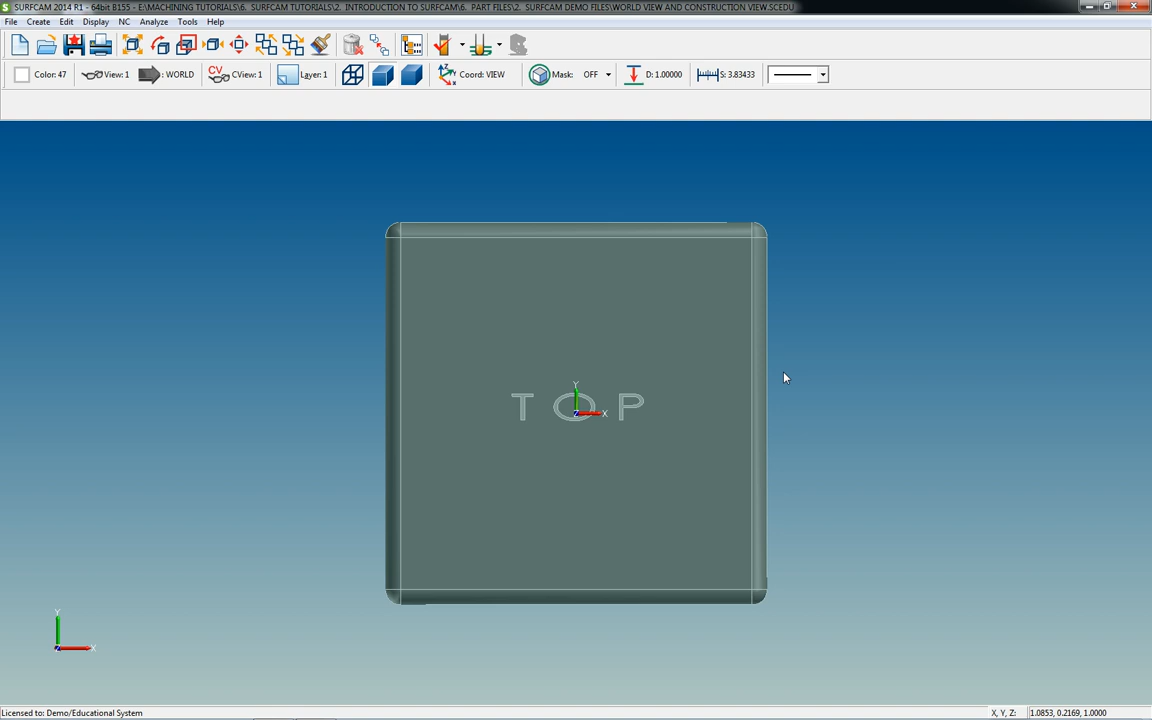 SURFCAM 2014 R1 - 64bit B155 - E:\MACHINING TUTORIALS\6. SURFCAM TUTORIALS\2. INTRODUCTION TO SURFCAM\6. PART FILES\2. SURFCAM DEMO FILES\WORLD VIEW AND CONSTRUCTION VIEW.SCEDU
File Create Edit Display NC Analyze Tools Help
Color: 47 View: 1 : WORLD CV CView: 1 Layer: 1 Coord: VIEW Mask: OFF D: 1.00000 S: 3.83433
Y
T O P
Z X
Y
Z X
Licensed to: Demo/Educational System X, Y, Z: 1.0853, 0.2169, 1.0000